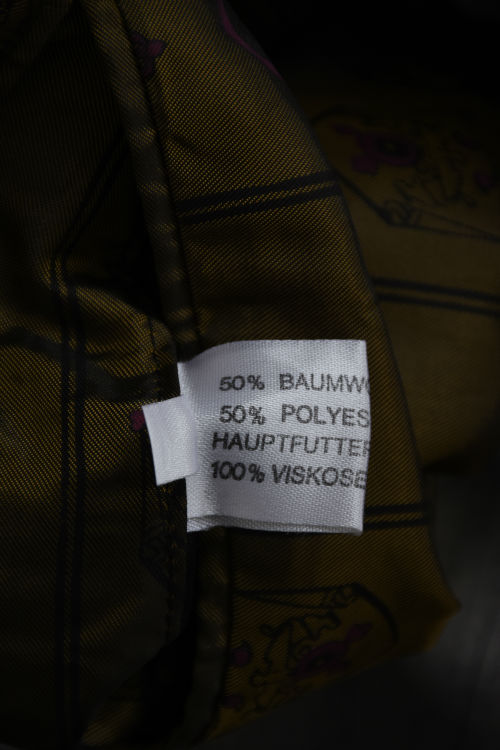 50% BAUMWO
50% POLYES
HAUPTFUTTER
100% VISKOSE